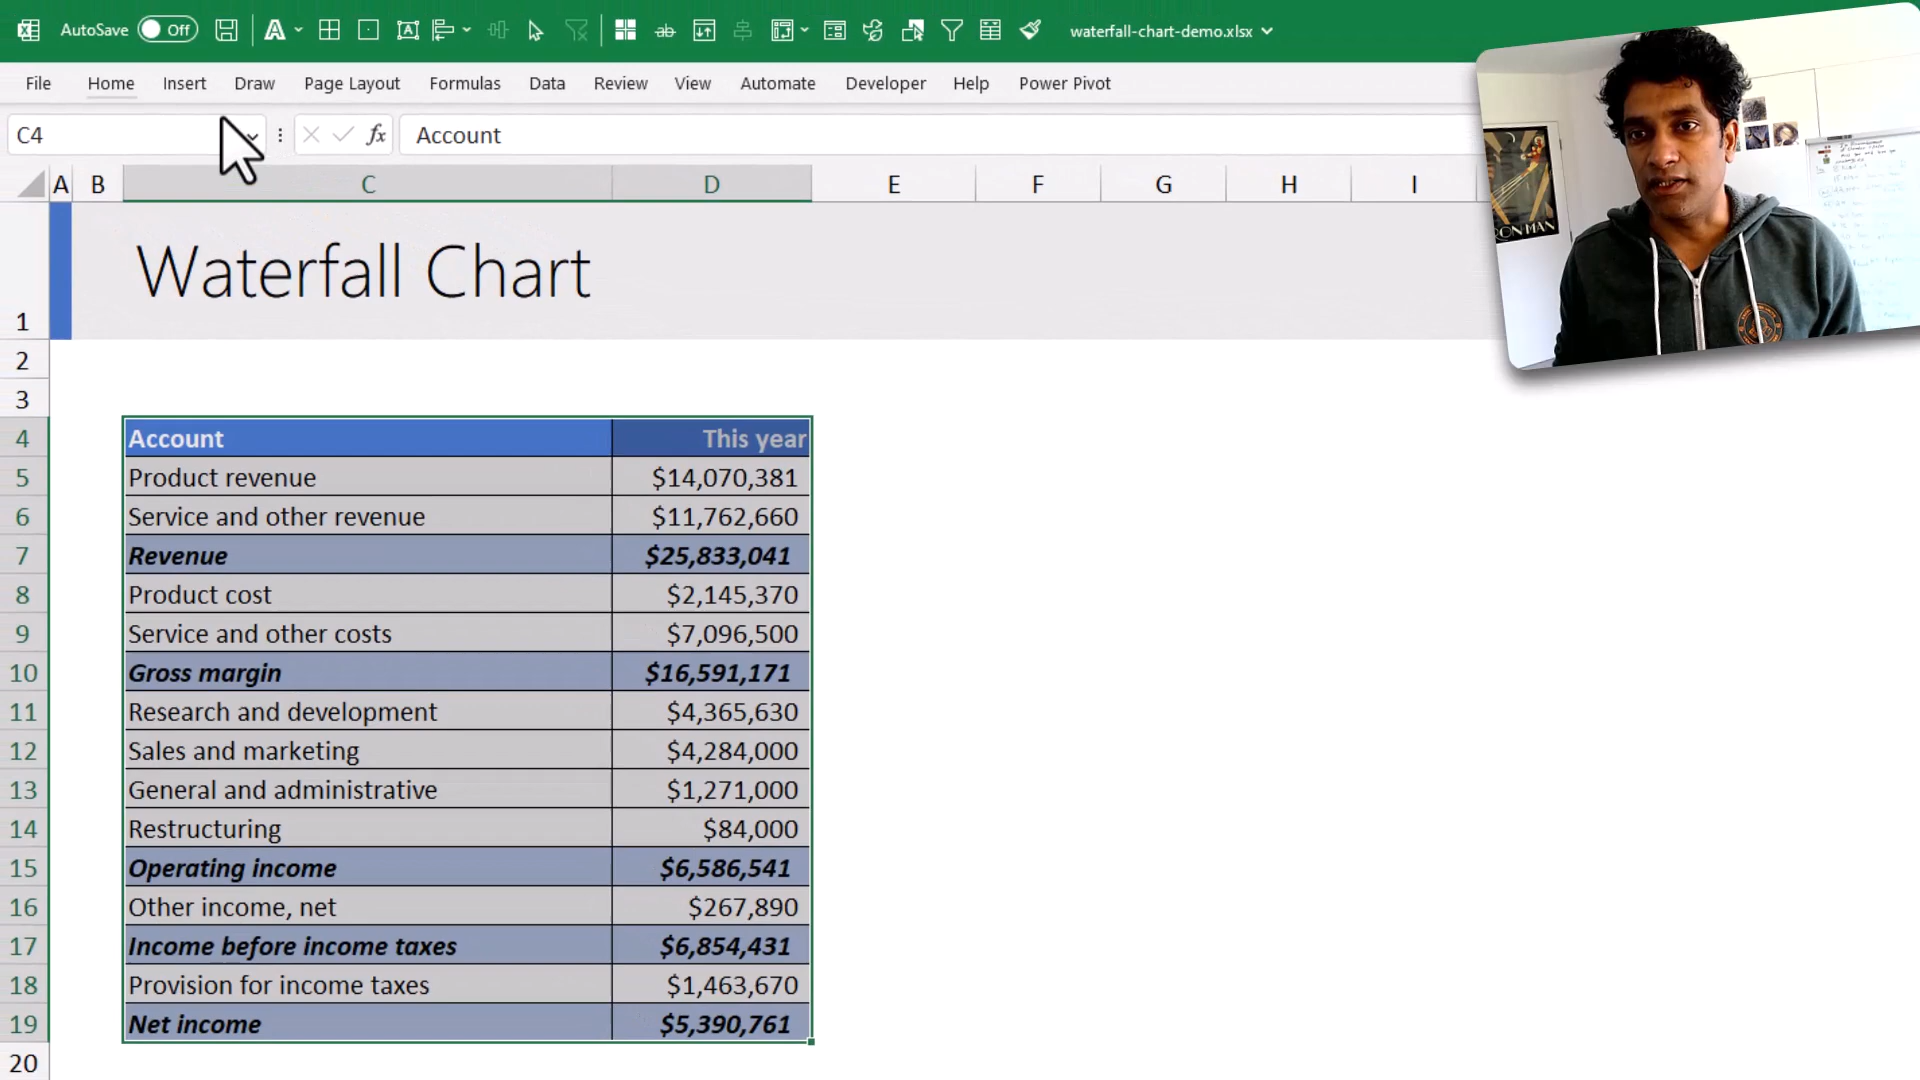 AutoSave Off waterfall-chart-demo.xlsx
File Home Insert Draw Page Layout Formulas Data Review View Automate Developer Help Power Pivot
C4 fx Account
A B C D E F G H I
1 Waterfall Chart
2
3
4 Account This year
5 Product revenue $14,070,381
6 Service and other revenue $11,762,660
7 Revenue $25,833,041
8 Product cost $2,145,370
9 Service and other costs $7,096,500
10 Gross margin $16,591,171
11 Research and development $4,365,630
12 Sales and marketing $4,284,000
13 General and administrative $1,271,000
14 Restructuring $84,000
15 Operating income $6,586,541
16 Other income, net $267,890
17 Income before income taxes $6,854,431
18 Provision for income taxes $1,463,670
19 Net income $5,390,761
20
RON MAN